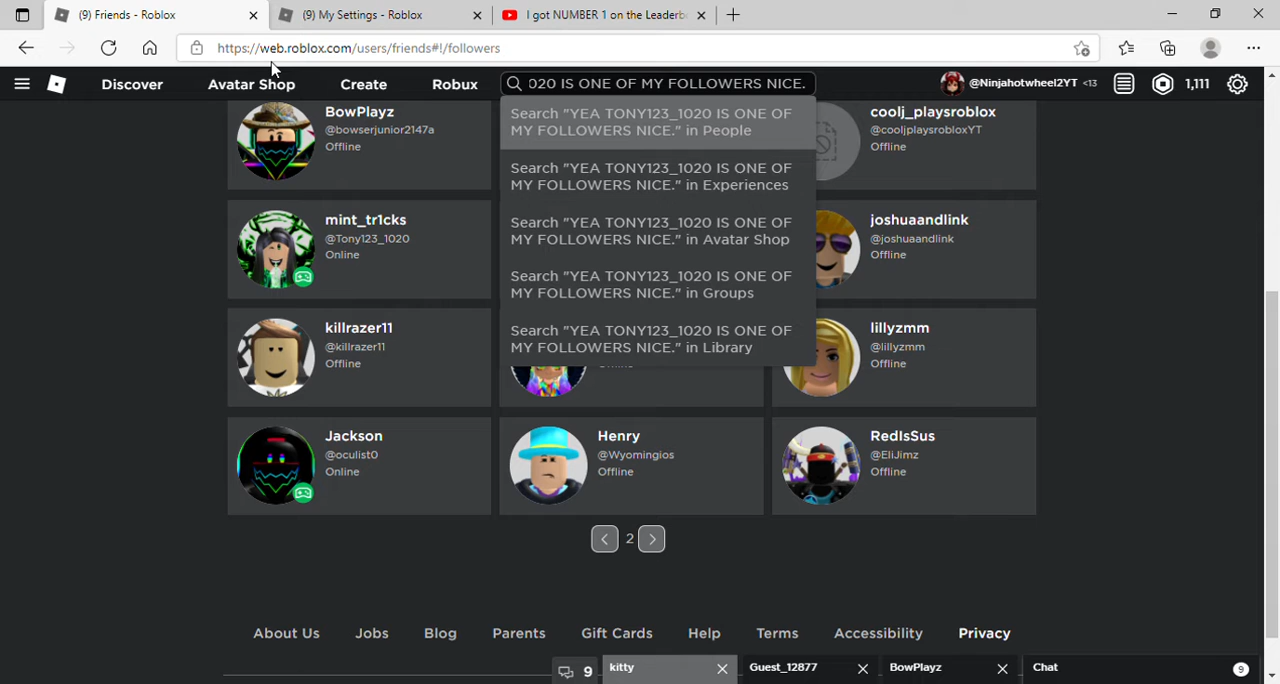 (9) Friends - Roblox
(9) My Settings - Roblox
I got NUMBER 1 on the Leaderb
https://web.roblox.com/users/friends#!/followers
Discover
Avatar Shop
Create
Robux
020 IS ONE OF MY FOLLOWERS NICE.
@Ninjahotwheel2YT <13
1,111
BowPlayz
@bowserjunior2147a
Offline
Search "YEA TONY123_1020 IS ONE OF
MY FOLLOWERS NICE." in People
coolj_playsroblox
@cooljplaysrobloxYT
Offline
Search "YEA TONY123_1020 IS ONE OF
MY FOLLOWERS NICE." in Experiences
mint_tr1cks
@Tony123_1020
Online
Search "YEA TONY123_1020 IS ONE OF
MY FOLLOWERS NICE." in Avatar Shop
joshuaandlink
@joshuaandlink
Offline
Search "YEA TONY123_1020 IS ONE OF
MY FOLLOWERS NICE." in Groups
killrazer11
@killrazer11
Offline
Search "YEA TONY123_1020 IS ONE OF
MY FOLLOWERS NICE." in Library
lillyzmm
@lillyzmm
Offline
Jackson
@oculist0
Online
Henry
@Wyomingios
Offline
RedIsSus
@EliJimz
Offline
2
About Us
Jobs
Blog
Parents
Gift Cards
Help
Terms
Accessibility
Privacy
9
kitty
Guest_12877
BowPlayz
Chat
9